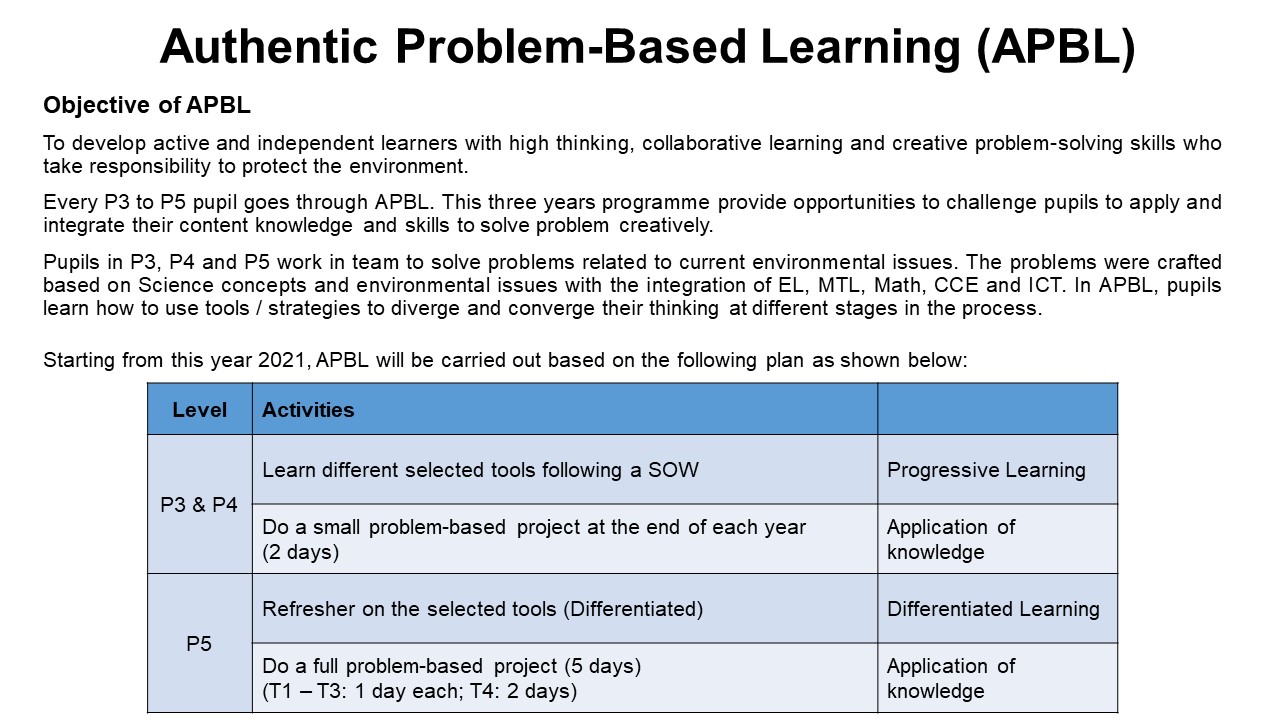 Authentic Problem-Based Learning (APBL)
Objective of APBL
To develop active and independent learners with high thinking, collaborative learning and creative problem-solving skills who
take responsibility to protect the environment.
Every P3 to P5 pupil goes through APBL. This three years programme provide opportunities to challenge pupils to apply and
integrate their content knowledge and skills to solve problem creatively.
Pupils in P3, P4 and P5 work in team to solve problems related to current environmental issues. The problems were crafted
based on Science concepts and environmental issues with the integration of EL, MTL, Math, CCE and ICT. In APBL, pupils
learn how to use tools / strategies to diverge and converge their thinking at different stages in the process.
Starting from this year 2021, APBL will be carried out based on the following plan as shown below:
Level Activities
P3 & P4
Learn different selected tools following a SOW
Progressive Learning
Do a small problem-based project at the end of each year
(2 days)
Application of
knowledge
P5
Refresher on the selected tools (Differentiated)
Differentiated Learning
Do a full problem-based project (5 days)
(T1 – T3: 1 day each; T4: 2 days)
Application of
knowledge